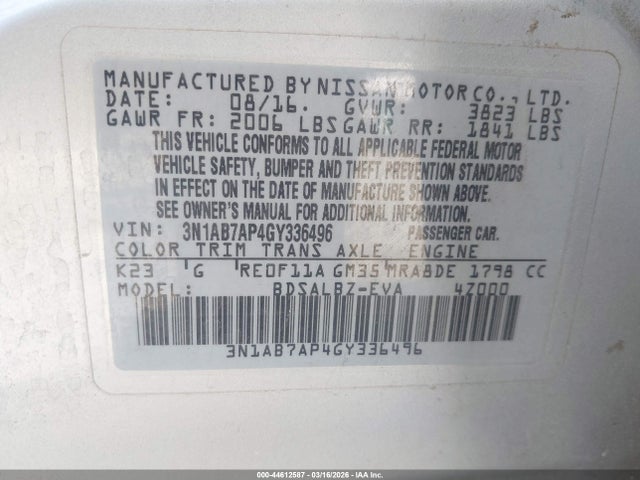 MANUFACTURED BY NISSAN MOTOR CO., LTD.
DATE: 08/16. GVWR: 3823 LBS
GAWR FR: 2006 LBS GAWR RR: 1841 LBS
THIS VEHICLE CONFORMS TO ALL APPLICABLE FEDERAL MOTOR
VEHICLE SAFETY, BUMPER AND THEFT PREVENTION STANDARDS
IN EFFECT ON THE DATE OF MANUFACTURE SHOWN ABOVE.
SEE OWNER'S MANUAL FOR ADDITIONAL INFORMATION.
VIN: 3N1AB7AP4GY336496 PASSENGER CAR.
COLOR TRIM TRANS AXLE ENGINE
K23 G RE0F11A GM35 MRA8DE 1798 CC
MODEL: BDSALBZ-EVA 4Z000
3N1AB7AP4GY336496
000-44612587 | 03/16/2026 | IAA Inc.